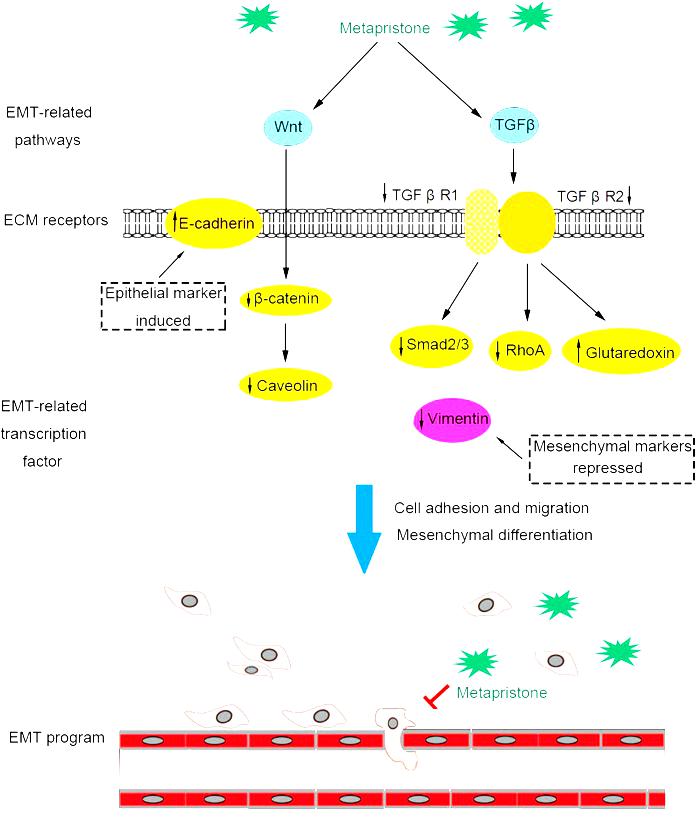 Metapristone
EMT-related
pathways
Wnt
TGFβ
ECM receptors
E-cadherin
TGF β R1
TGF β R2
Epithelial marker
induced
β-catenin
Smad2/3
RhoA
Glutaredoxin
Caveolin
EMT-related
transcription
factor
Vimentin
Mesenchymal markers
repressed
Cell adhesion and migration
Mesenchymal differentiation
Metapristone
EMT program